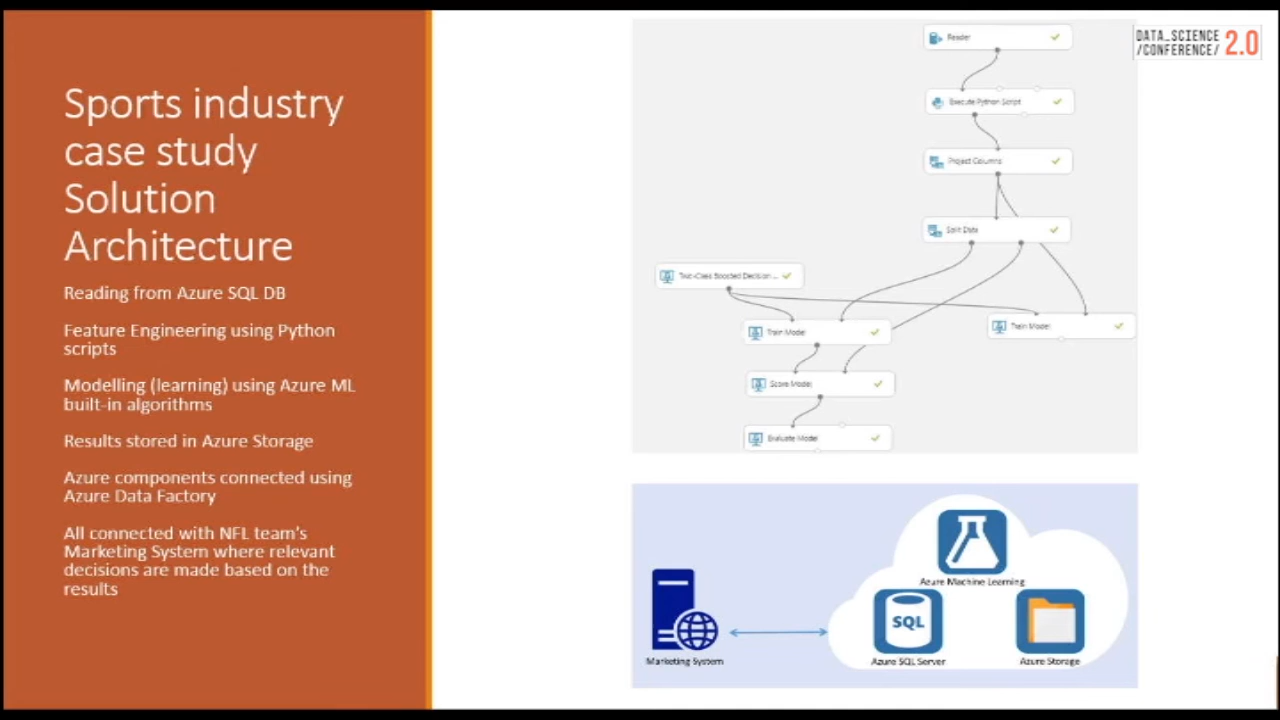 Sports industry
case study
Solution
Architecture
Reading from Azure SQL DB
Feature Engineering using Python
scripts
Modelling (learning) using Azure ML
built-in algorithms
Results stored in Azure Storage
Azure components connected using
Azure Data Factory
All connected with NFL team's
Marketing System where relevant
decisions are made based on the
results
DATA_SCIENCE
/CONFERENCE/ 2.0
Reader
Execute Python Script
Project Columns
Split Data
Two-Class Boosted Decision ...
Train Model
Train Model
Score Model
Evaluate Model
Azure Machine Learning
SQL
Marketing System
Azure SQL Server
Azure Storage